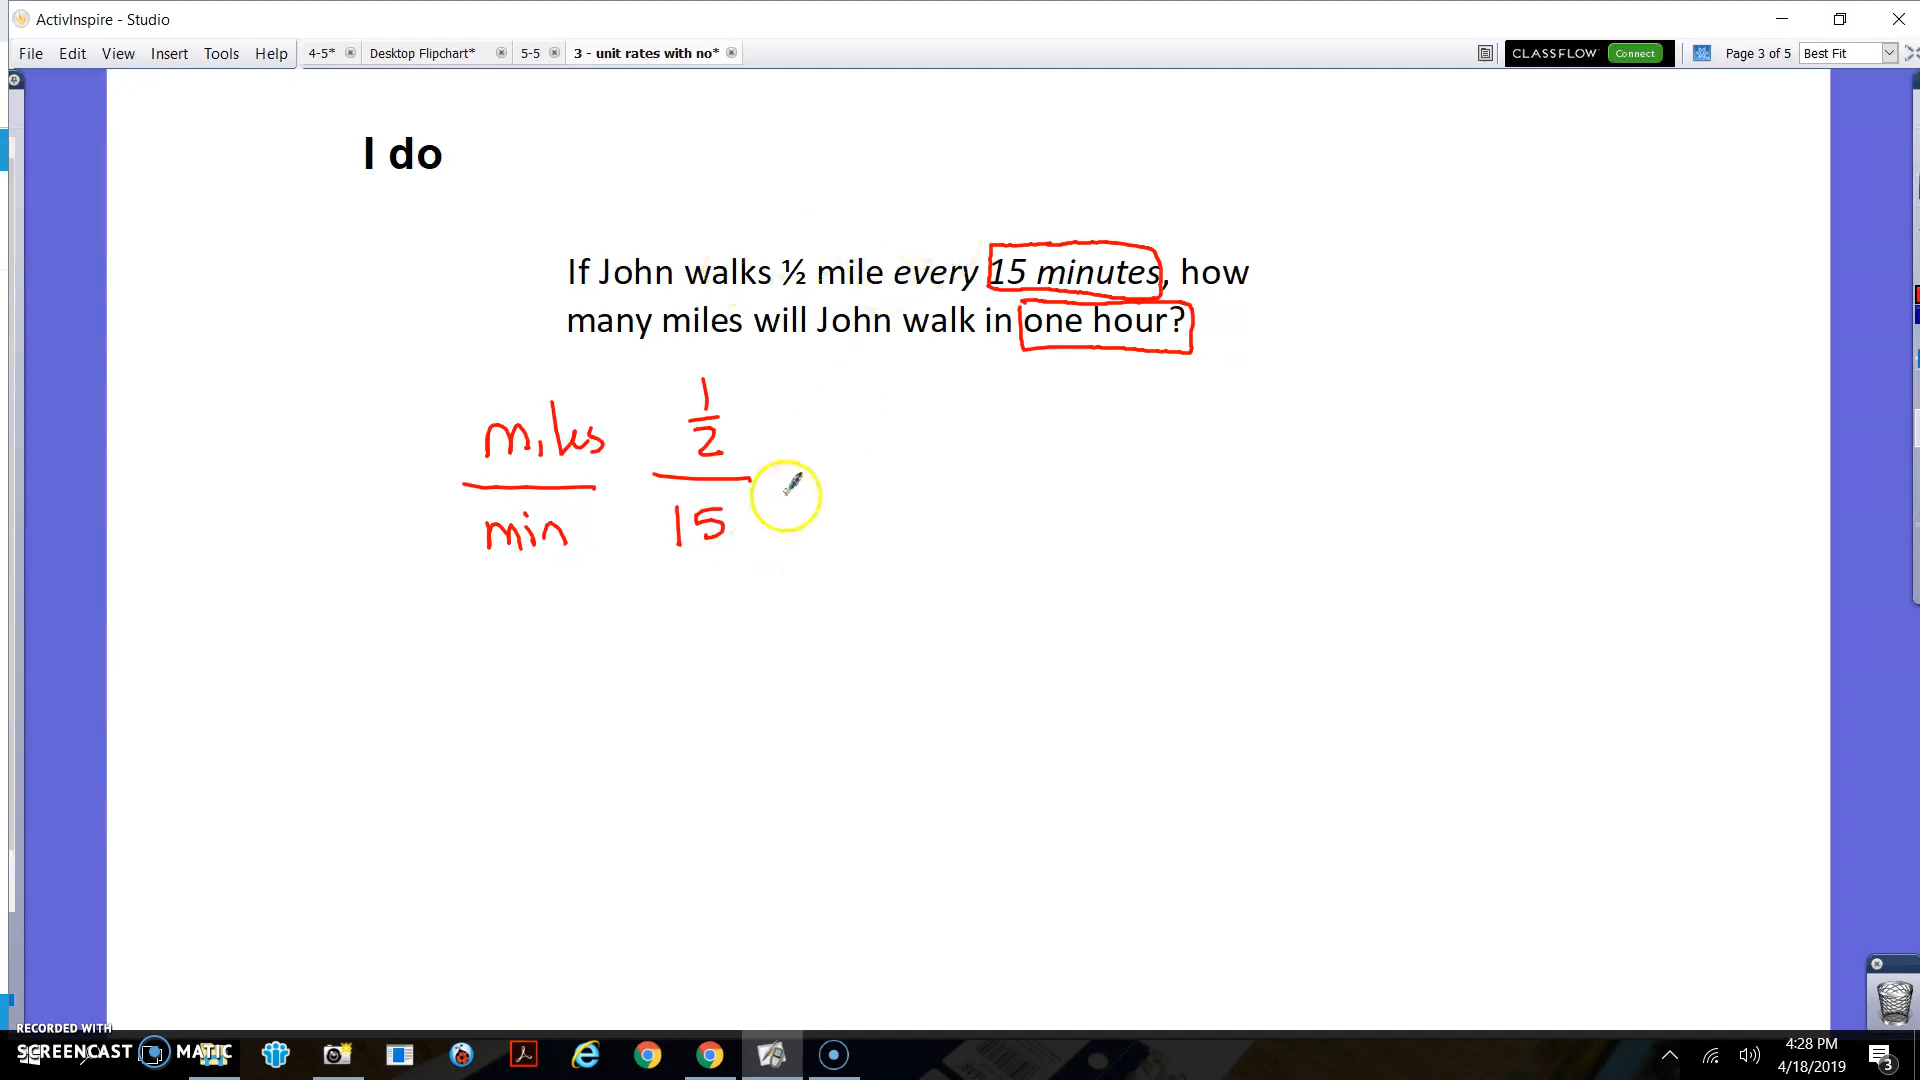 ActivInspire - Studio
File Edit View Insert Tools Help 4-5* Desktop Flipchart* 5-5 3 - unit rates with no* CLASSFLOW Connect Page 3 of 5 Best Fit
I do
If John walks ½ mile every 15 minutes, how
many miles will John walk in one hour?
miles
min
1
2
15
RECORDED WITH
SCREENCAST MATIC
4:28 PM
4/18/2019
3